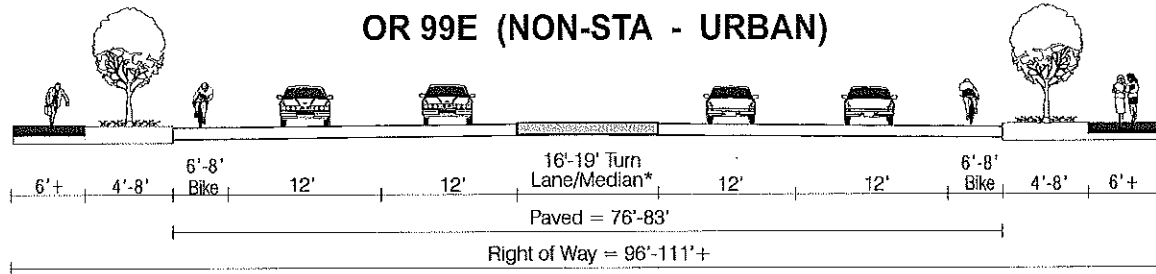 OR 99E (NON-STA - URBAN)
6'+
4'-8'
6'-8'
Bike
12'
12'
16'-19' Turn
Lane/Median*
12'
12'
6'-8'
Bike
4'-8'
6'+
Paved = 76'-83'
Right of Way = 96'-111'+